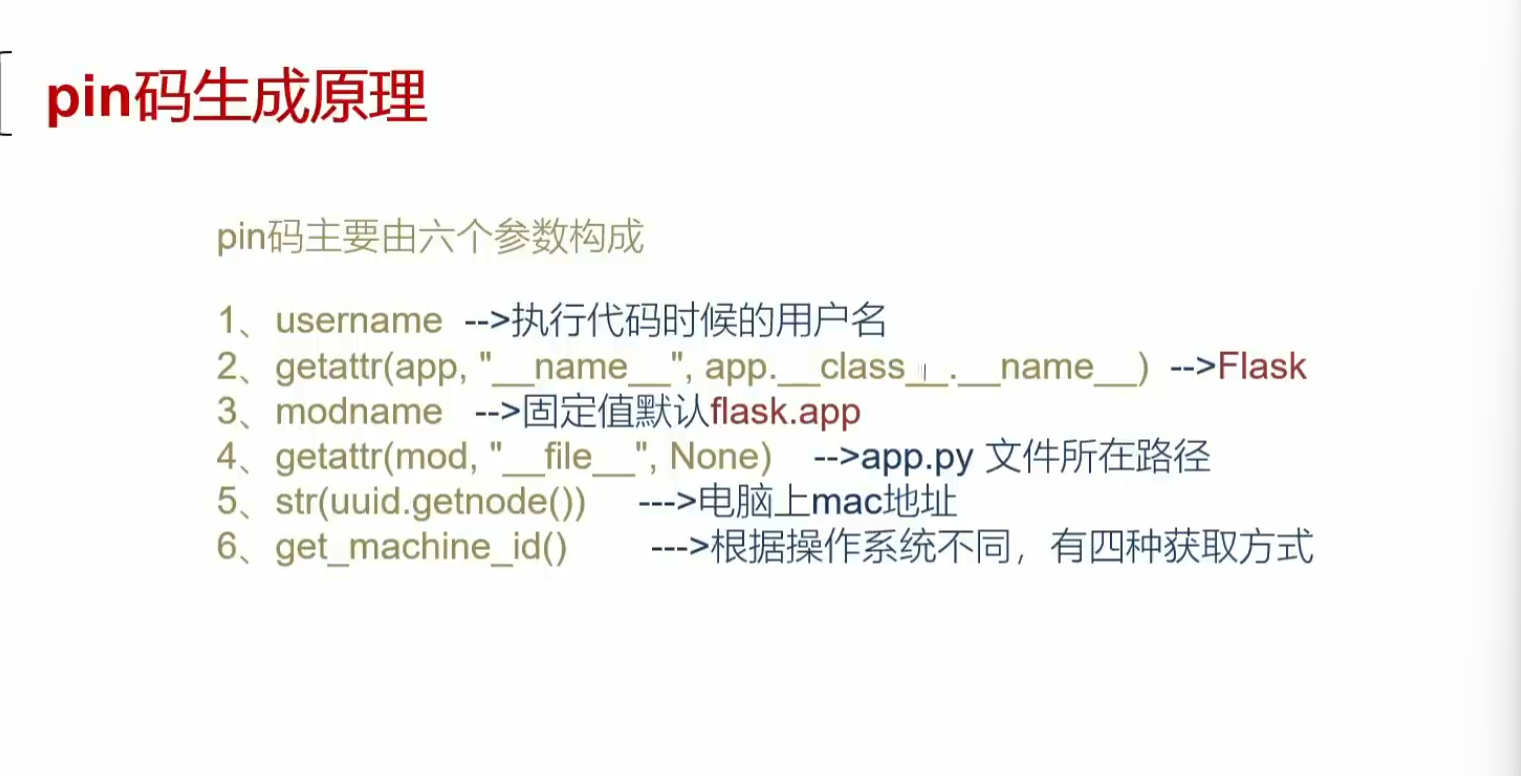 pin码生成原理
pin码主要由六个参数构成
1、username -->执行代码时候的用户名
2、getattr(app, "__name__", app.__class__.__name__) -->Flask
3、modname -->固定值默认flask.app
4、getattr(mod, "__file__", None) -->app.py 文件所在路径
5、str(uuid.getnode()) --->电脑上mac地址
6、get_machine_id() --->根据操作系统不同，有四种获取方式